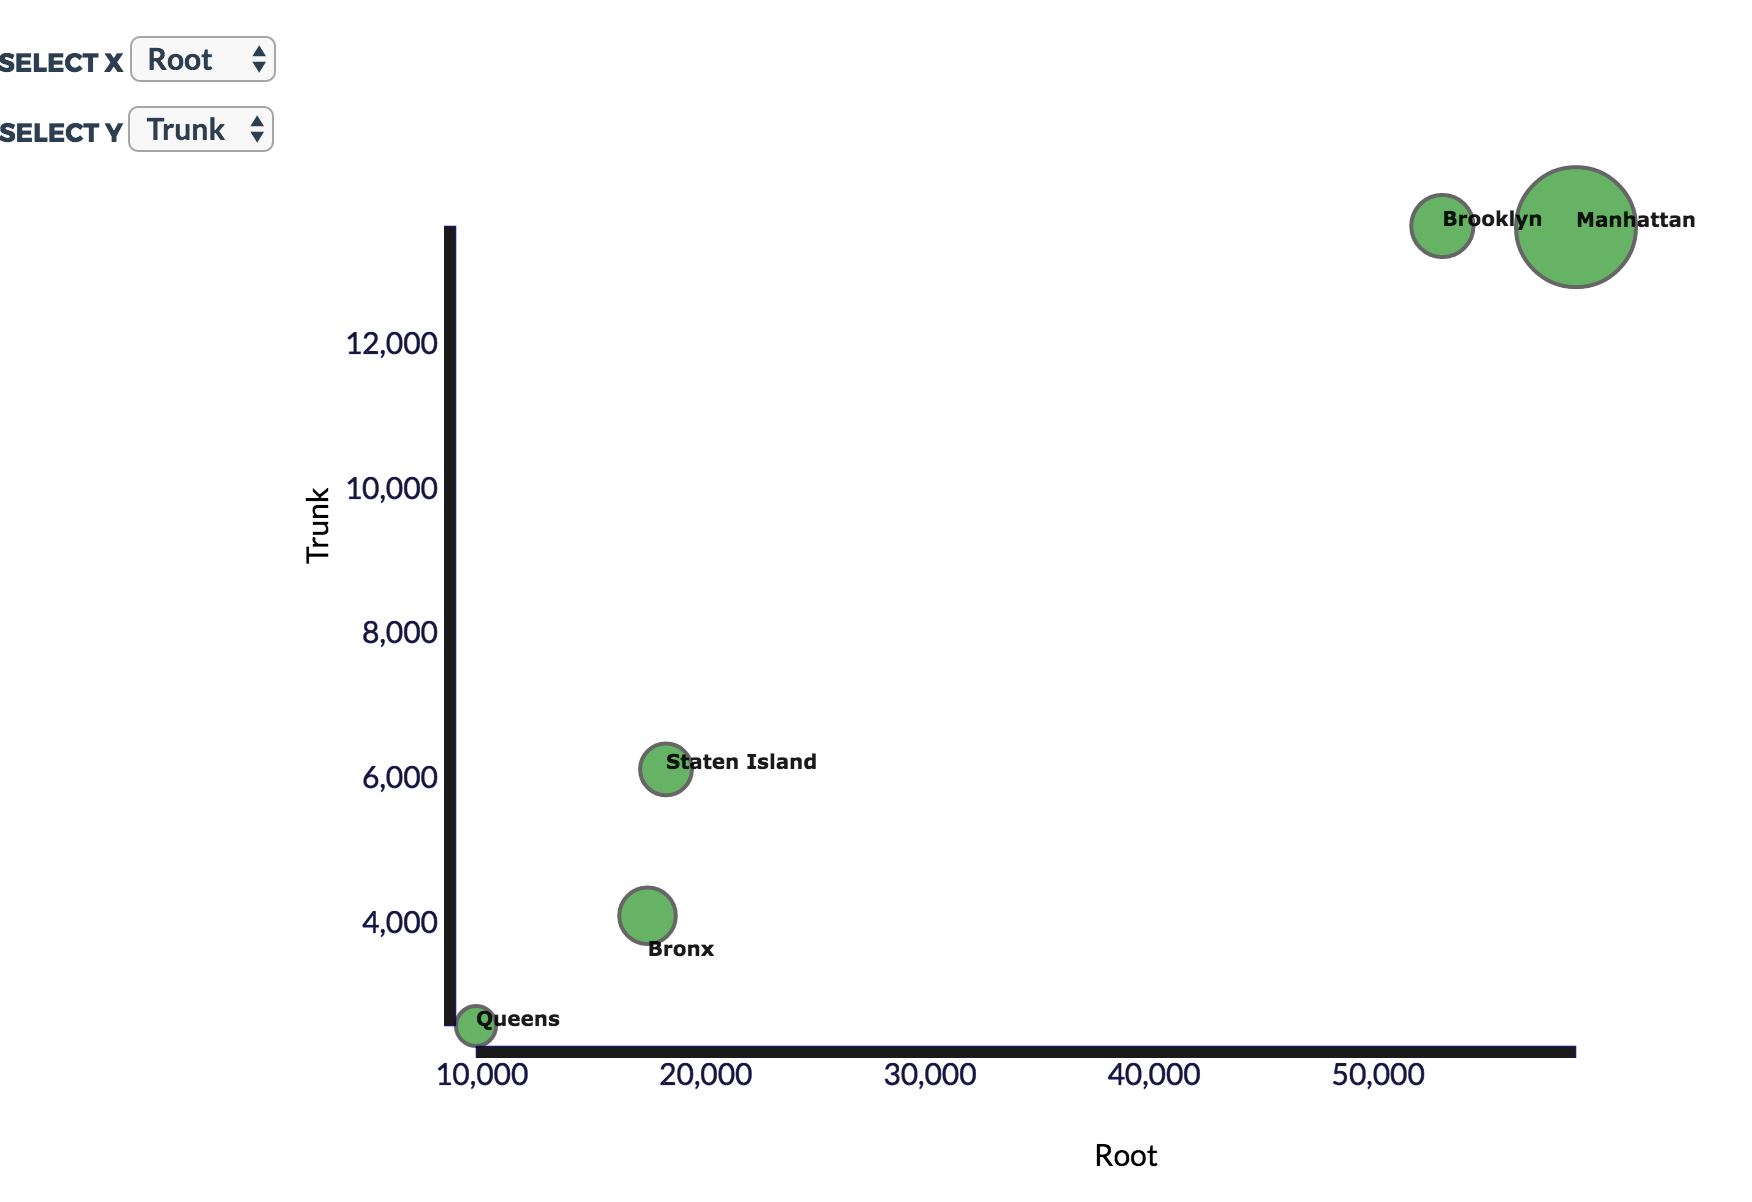 SELECT X Root
SELECT Y Trunk
Brooklyn
Manhattan
12,000
10,000
Trunk
8,000
Staten Island
6,000
4,000
Bronx
Queens
10,000 20,000 30,000 40,000 50,000
Root